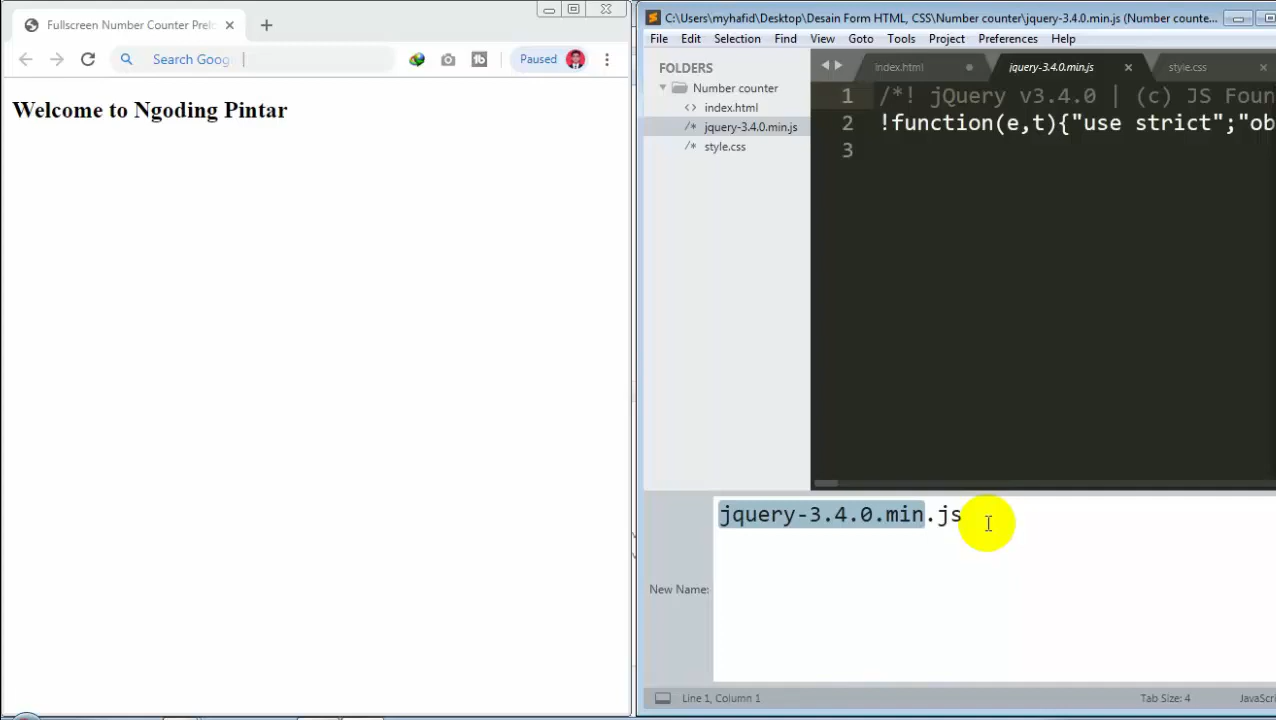 Fullscreen Number Counter Prel
Search Goog
Paused
Welcome to Ngoding Pintar
C:\Users\myhafid\Desktop\Desain Form HTML, CSS\Number counter\jquery-3.4.0.min.js (Number counte...
File Edit Selection Find View Goto Tools Project Preferences Help
FOLDERS
Number counter
index.html
jquery-3.4.0.min.js
style.css
index.html jquery-3.4.0.min.js style.css
1 /*! jQuery v3.4.0 | (c) JS Foun
2 !function(e,t){"use strict";"ob
3
New Name: jquery-3.4.0.min.js
Line 1, Column 1 Tab Size: 4 JavaScri